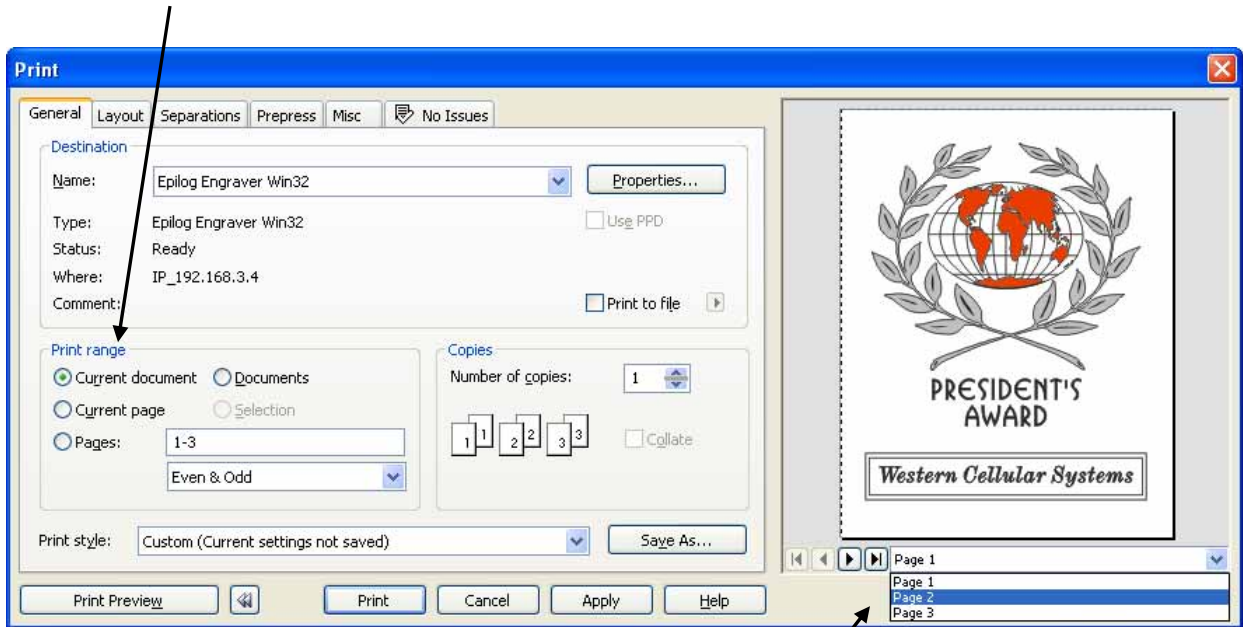 Print
General Layout Separations Prepress Misc No Issues
Destination
Name: Epilog Engraver Win32 Properties...
Type: Epilog Engraver Win32 Use PPD
Status: Ready
Where: IP_192.168.3.4
Comment: Print to file
Print range
Current document Documents
Current page Selection
Pages: 1-3
Even & Odd
Copies
Number of copies: 1
1 1 2 2 3 3 Collate
Print style: Custom (Current settings not saved) Save As...
Print Preview Print Cancel Apply Help
PRESIDENT'S
AWARD
Western Cellular Systems
Page 1
Page 1
Page 2
Page 3